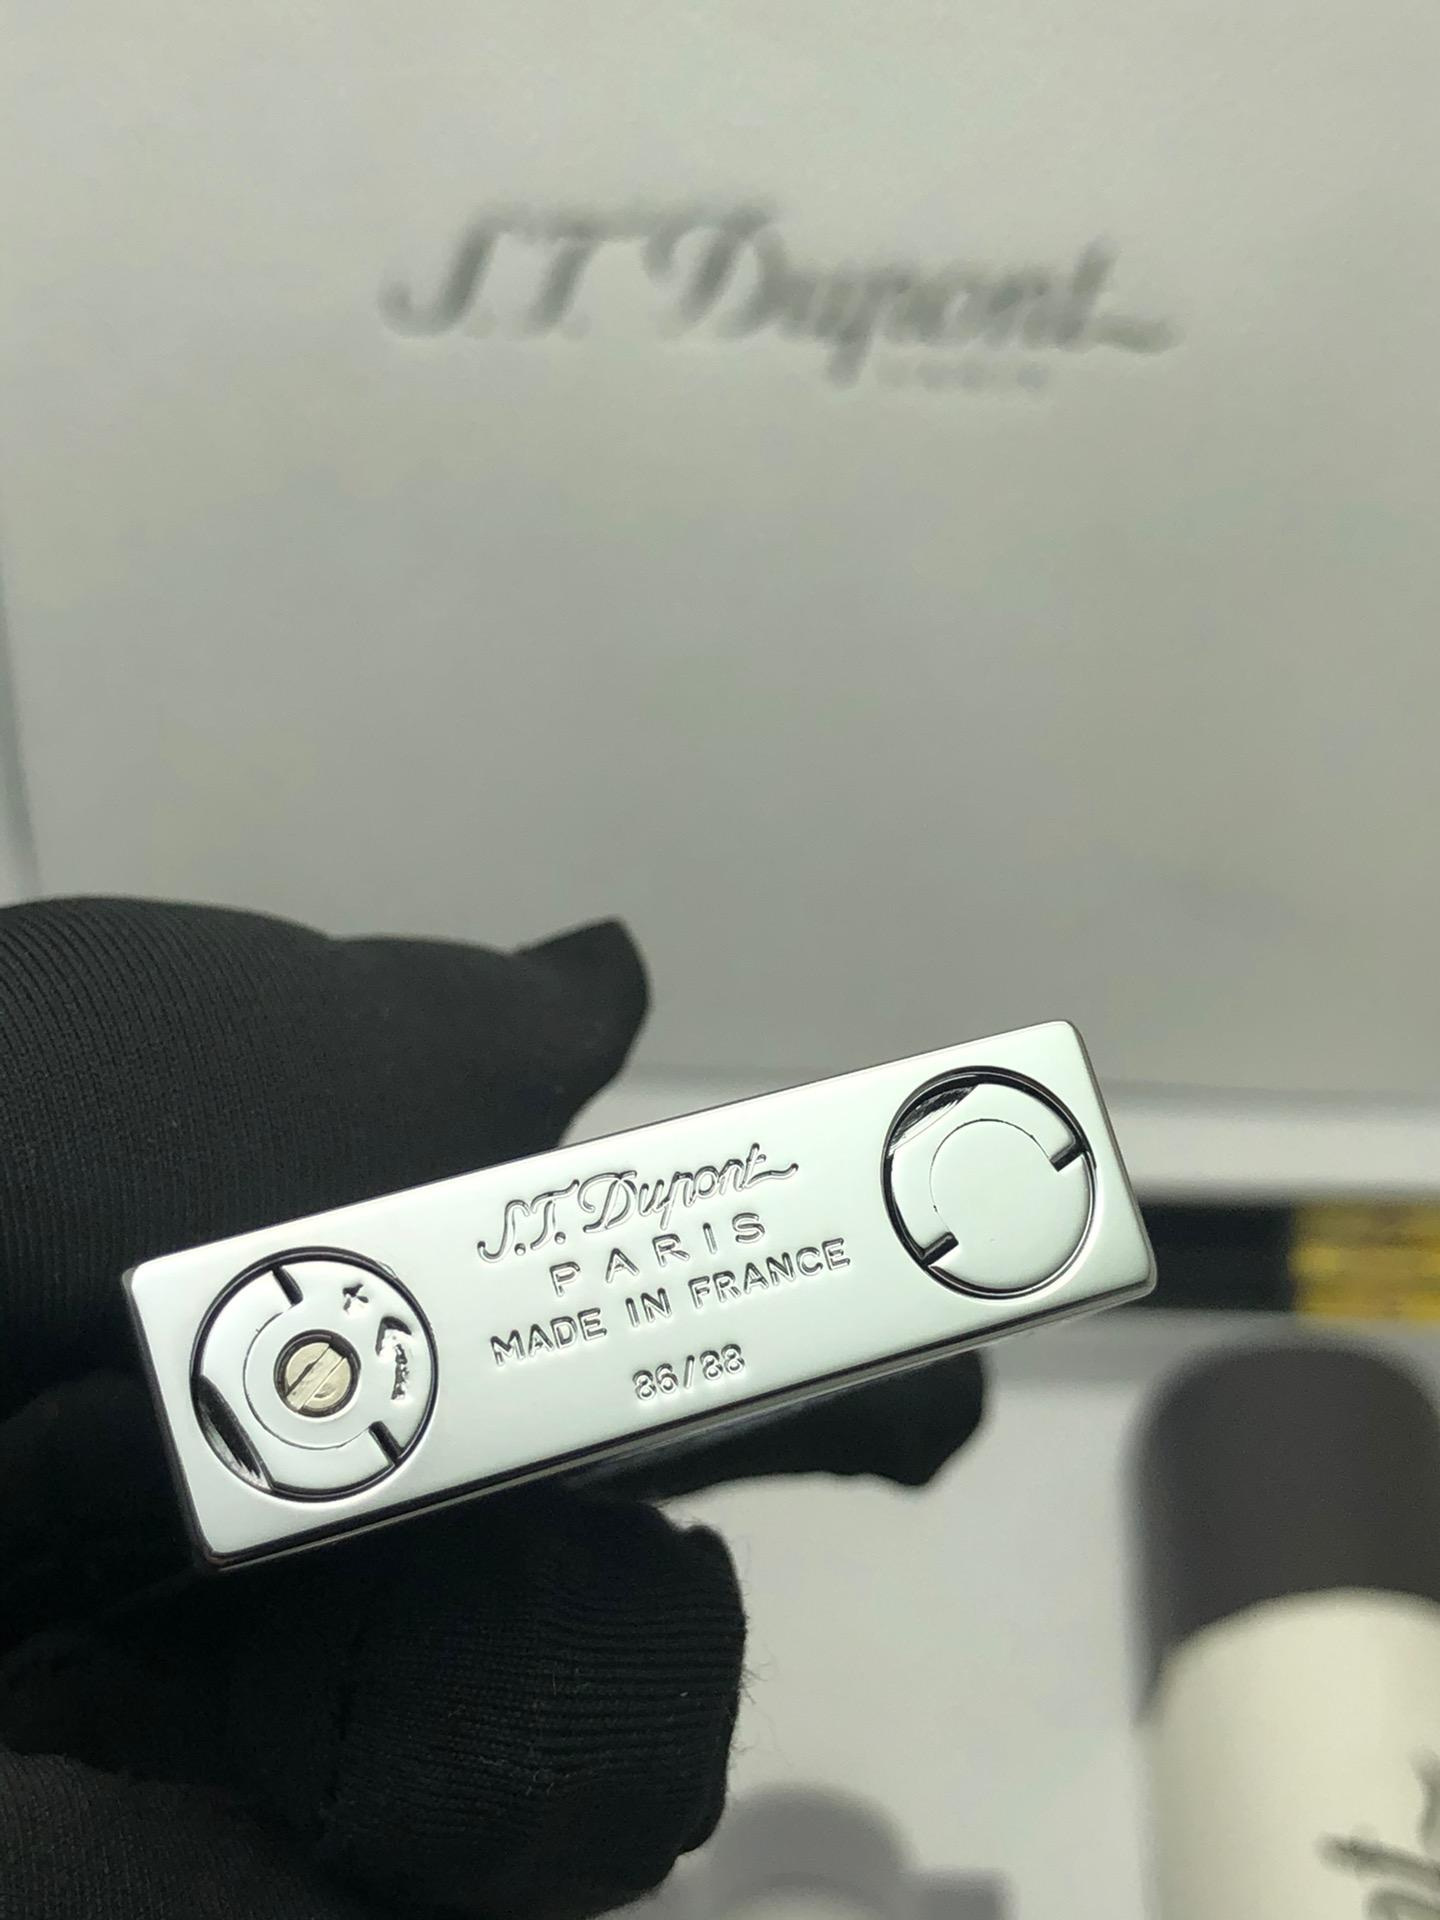 S.T. Dupont
S.T. Dupont
PARIS
MADE IN FRANCE
86/88
+